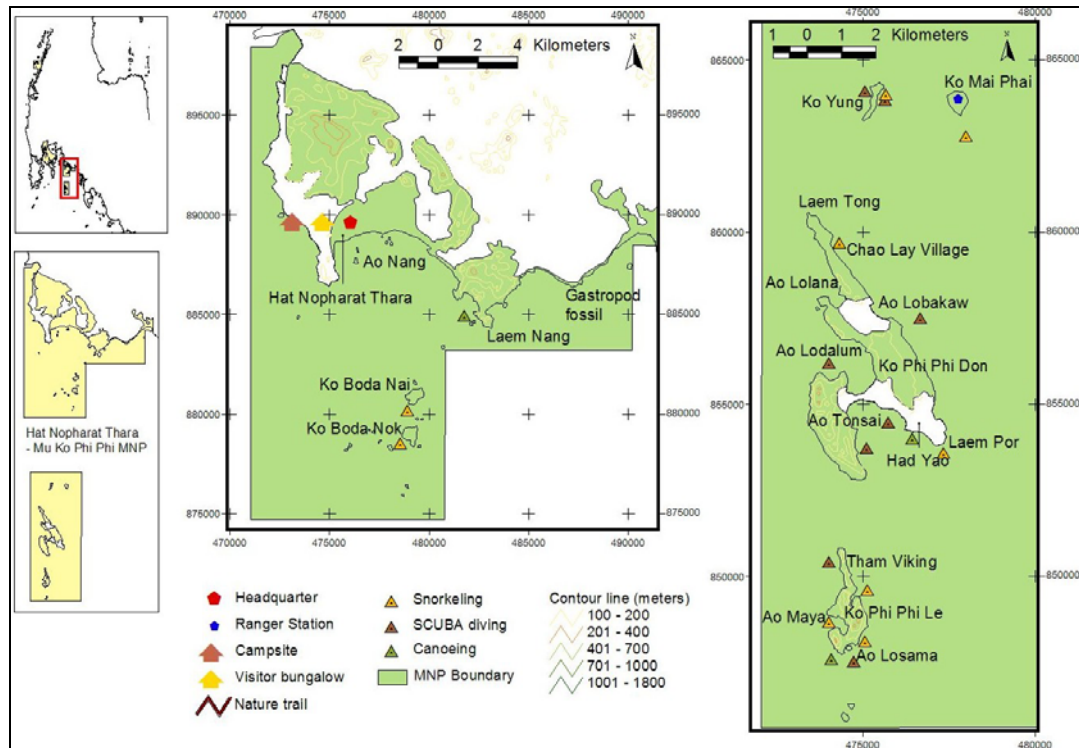 Hat Nopharat Thara
- Mu Ko Phi Phi MNP
470000 475000 480000 485000 490000
2 0 2 4 Kilometers
N
895000 895000
890000 890000
885000 885000
880000 880000
875000 875000
Ao Nang
Hat Nopharat Thara
Gastropod
fossil
Laem Nang
Ko Boda Nai
Ko Boda Nok
470000 475000 480000 485000 490000
Headquarter
Ranger Station
Campsite
Visitor bungalow
Nature trail
Snorkeling
SCUBA diving
Canoeing
MNP Boundary
Contour line (meters)
100 - 200
201 - 400
401 - 700
701 - 1000
1001 - 1800
475000 480000
1 0 1 2 Kilometers
N
865000 865000
Ko Mai Phai
Ko Yung
Laem Tong
860000 860000
Chao Lay Village
Ao Lolana
Ao Lobakaw
Ao Lodalum
Ko Phi Phi Don
855000 855000
Ao Tonsai
Laem Por
Had Yao
850000 850000
Tham Viking
Ko Phi Phi Le
Ao Maya
Ao Losama
475000 480000